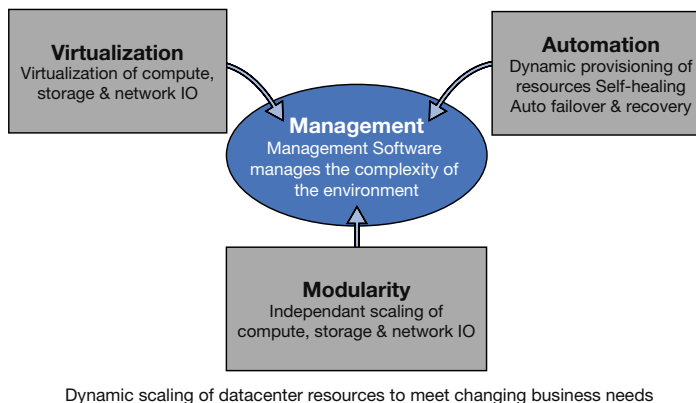 Virtualization
Virtualization of compute,
storage & network IO
Automation
Dynamic provisioning of
resources Self-healing
Auto failover & recovery
Management
Management Software
manages the complexity of
the environment
Modularity
Independant scaling of
compute, storage & network IO
Dynamic scaling of datacenter resources to meet changing business needs